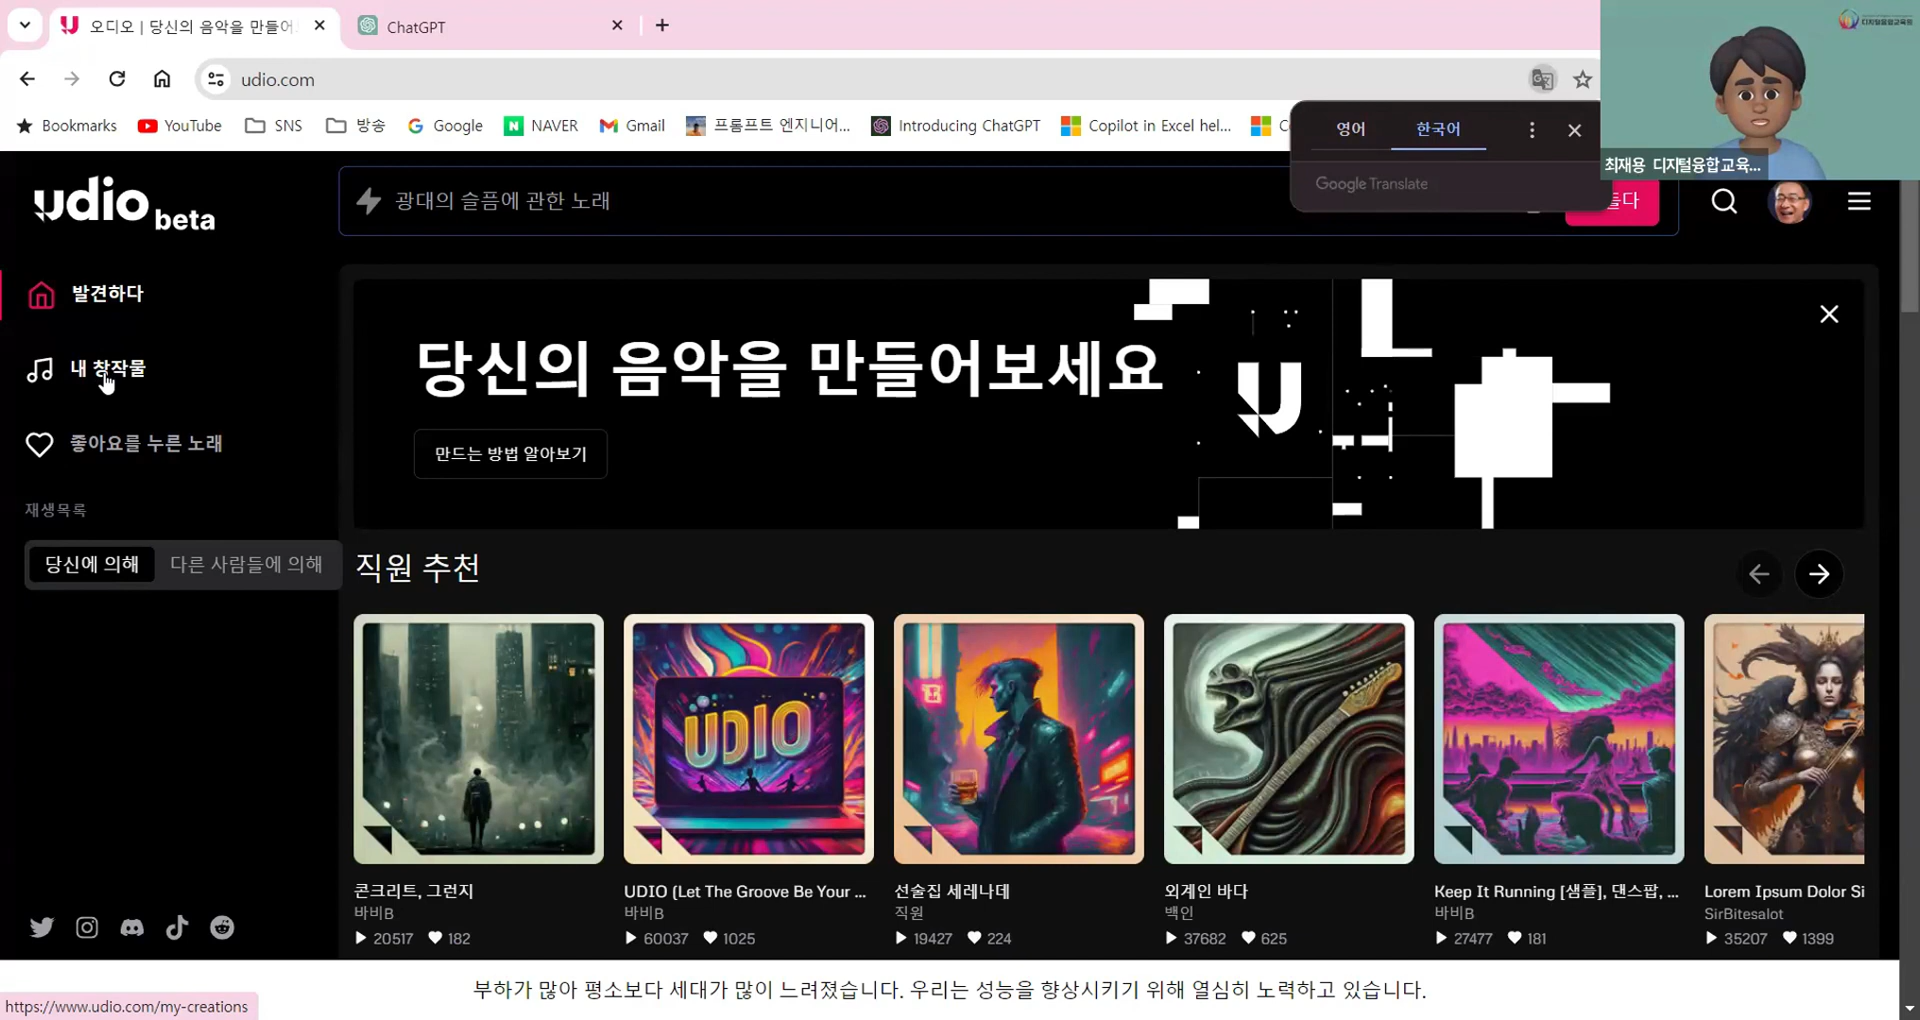 오디오 | 당신의 음악을 만들어
ChatGPT
디지털융합교육원
udio.com
Bookmarks
YouTube
SNS
방송
Google
NAVER
Gmail
프롬프트 엔지니어...
Introducing ChatGPT
Copilot in Excel hel...
영어
한국어
Google Translate
최재용 디지털융합교육...
udio beta
광대의 슬픔에 관한 노래
다
발견하다
내 창작물
좋아요를 누른 노래
재생목록
당신에 의해
다른 사람들에 의해
당신의 음악을 만들어보세요
만드는 방법 알아보기
직원 추천
UDIO
콘크리트, 그런지
바비B
20517
182
UDIO (Let The Groove Be Your ...
바비B
60037
1025
선술집 세레나데
직원
19427
224
외계인 바다
백인
37682
625
Keep It Running [샘플], 댄스팝, ...
바비B
27477
181
Lorem Ipsum Dolor Si
SirBitesalot
35207
1399
부하가 많아 평소보다 세대가 많이 느려졌습니다. 우리는 성능을 향상시키기 위해 열심히 노력하고 있습니다.
https://www.udio.com/my-creations